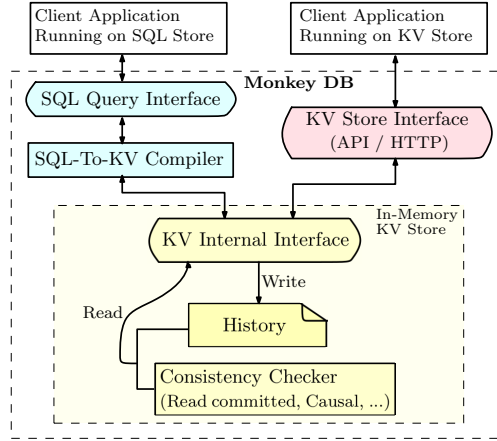 Client Application
Running on SQL Store
Client Application
Running on KV Store
Monkey DB
SQL Query Interface
KV Store Interface
(API / HTTP)
SQL-To-KV Compiler
In-Memory
KV Store
KV Internal Interface
Write
Read
History
Consistency Checker
(Read committed, Causal, ...)